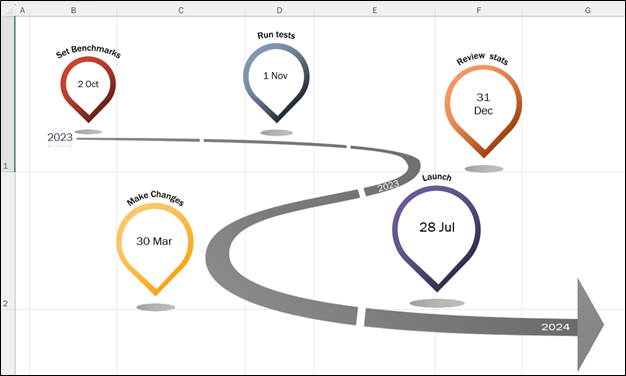 A B C D E F G
Set Benchmarks
2 Oct
Run tests
1 Nov
Review stats
31
Dec
2023
1
2023
Make Changes
30 Mar
Launch
28 Jul
2
2024